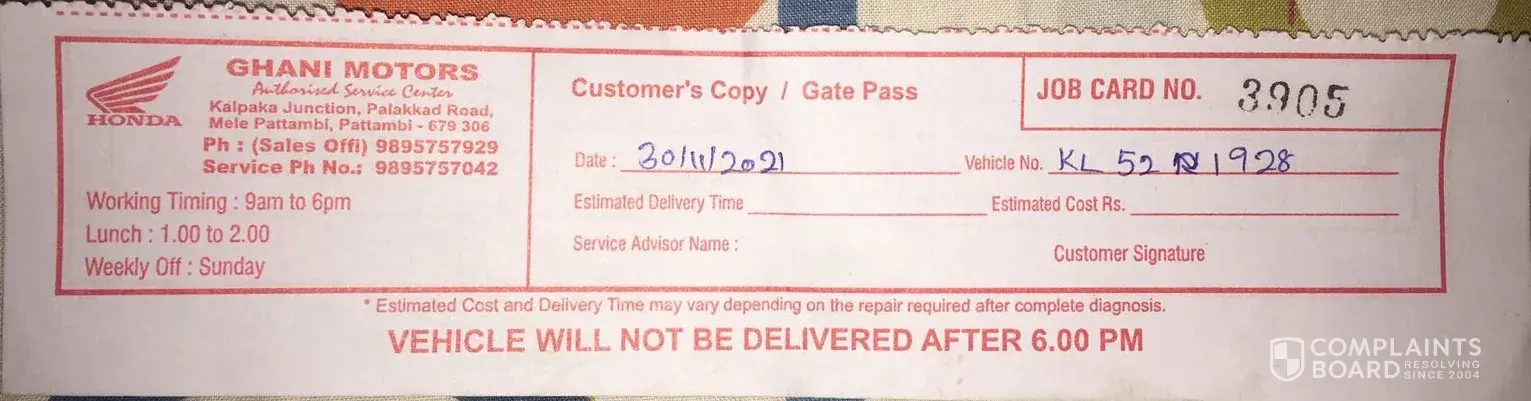 GHANI MOTORS
Authorised Service Center
Kalpaka Junction, Palakkad Road,
Mele Pattambi, Pattambi - 679 306
Ph : (Sales Offi) 9895757929
Service Ph No.: 9895757042
HONDA
Working Timing : 9am to 6pm
Lunch : 1.00 to 2.00
Weekly Off : Sunday
Customer's Copy / Gate Pass
JOB CARD NO. 3905
Date : 30/11/2021
Vehicle No. KL 52 N 1928
Estimated Delivery Time
Estimated Cost Rs.
Service Advisor Name :
Customer Signature
* Estimated Cost and Delivery Time may vary depending on the repair required after complete diagnosis.
VEHICLE WILL NOT BE DELIVERED AFTER 6.00 PM
COMPLAINTS
BOARD RESOLVING SINCE 2004